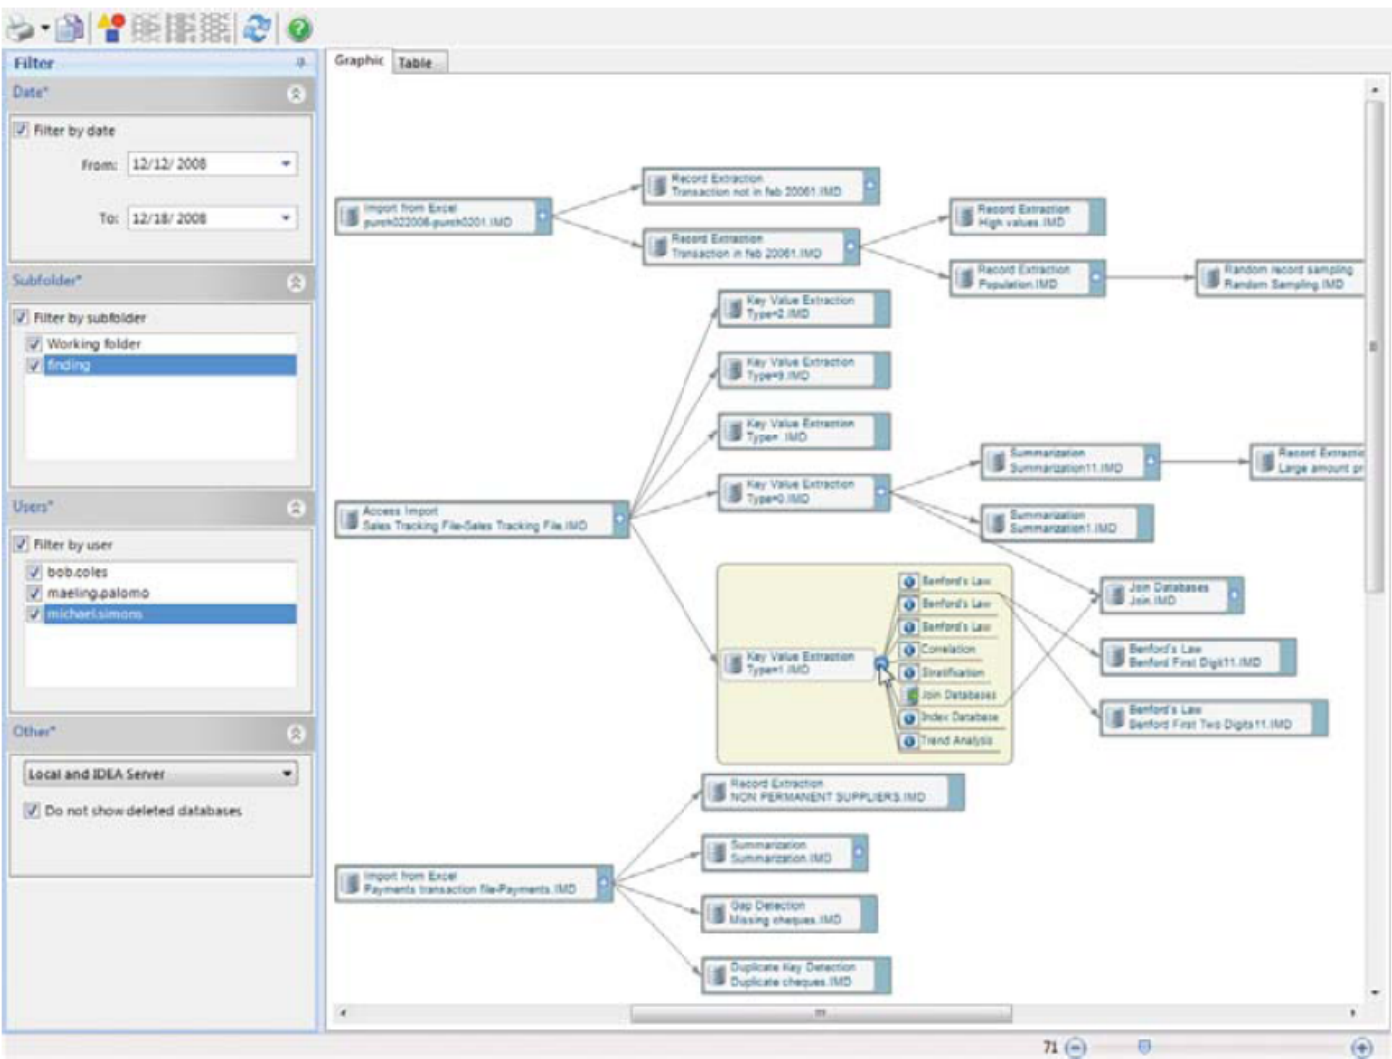 Filter
Date*
Filter by date
From: 12/12/ 2008
To: 12/18/ 2008
Subfolder*
Filter by subfolder
Working folder
finding
Users*
Filter by user
bob.coles
maeling.palomo
michael.simons
Other*
Local and IDEA Server
Do not show deleted databases
Graphic Table
Import from Excel
purch022006-purch0201.IMD
Record Extraction
Transaction not in feb 20061.IMD
Record Extraction
Transaction in feb 20061.IMD
Record Extraction
High values.IMD
Record Extraction
Population.IMD
Random record sampling
Random Sampling.IMD
Key Value Extraction
Type=2.IMD
Key Value Extraction
Type=9.IMD
Key Value Extraction
Type= .IMD
Key Value Extraction
Type=0.IMD
Summarization
Summarization11.IMD
Record Extractio
Large amount pr
Summarization
Summarization1.IMD
Access Import
Sales Tracking File-Sales Tracking File.IMD
Key Value Extraction
Type=1.IMD
Benford's Law
Benford's Law
Benford's Law
Correlation
Stratification
Join Databases
Index Database
Trend Analysis
Join Databases
Join.IMD
Benford's Law
Benford First Digit11.IMD
Benford's Law
Benford First Two Digits11.IMD
Import from Excel
Payments transaction file-Payments.IMD
Record Extraction
NON PERMANENT SUPPLIERS.IMD
Summarization
Summarization.IMD
Gap Detection
Missing cheques.IMD
Duplicate Key Detection
Duplicate cheques.IMD
71